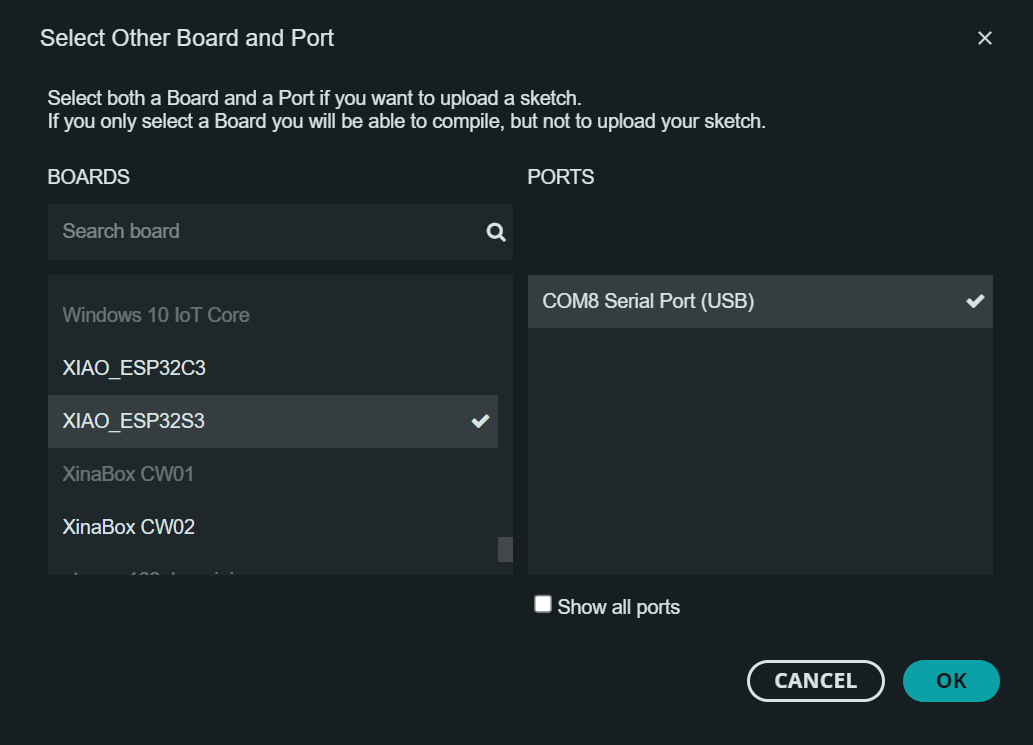 Select Other Board and Port
Select both a Board and a Port if you want to upload a sketch.
If you only select a Board you will be able to compile, but not to upload your sketch.
BOARDS
Search board
Windows 10 IoT Core
XIAO_ESP32C3
XIAO_ESP32S3
XinaBox CW01
XinaBox CW02
PORTS
COM8 Serial Port (USB)
Show all ports
CANCEL
OK